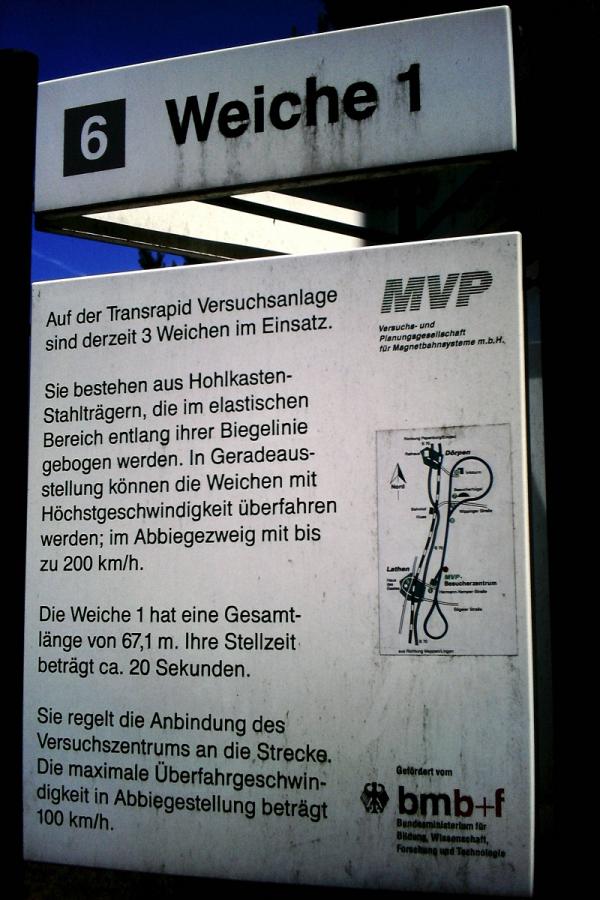 6 Weiche 1
Auf der Transrapid Versuchsanlage
sind derzeit 3 Weichen im Einsatz.
Sie bestehen aus Hohlkasten-
Stahlträgern, die im elastischen
Bereich entlang ihrer Biegelinie
gebogen werden. In Geradeaus-
stellung können die Weichen mit
Höchstgeschwindigkeit überfahren
werden; im Abbiegezweig mit bis
zu 200 km/h.
Die Weiche 1 hat eine Gesamt-
länge von 67,1 m. Ihre Stellzeit
beträgt ca. 20 Sekunden.
Sie regelt die Anbindung des
Versuchszentrums an die Strecke.
Die maximale Überfahrgeschwin-
digkeit in Abbiegestellung beträgt
100 km/h.
MVP
Versuchs- und
Planungsgesellschaft
für Magnetbahnsysteme m.b.H.
Dörpen
Nord
Lathen
MVP-
Besucherzentrum
Gefördert vom
bmb+f
Bundesministerium für
Bildung, Wissenschaft,
Forschung und Technologie